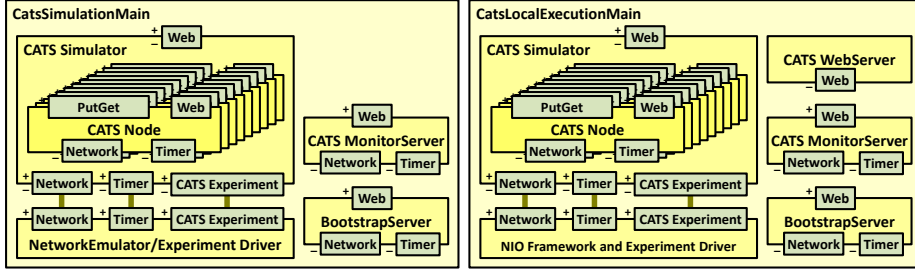 CatsSimulationMain
+
Web
−
CATS Simulator
+
+
PutGet
Web
CATS Node
−
Network
−
Timer
+
Network
−
+
Timer
−
+
CATS Experiment
−
+
Network
+
Timer
+
CATS Experiment
NetworkEmulator/Experiment Driver
+
Web
CATS MonitorServer
−
Network
−
Timer
+
Web
BootstrapServer
−
Network
−
Timer
CatsLocalExecutionMain
+
Web
−
CATS Simulator
+
+
PutGet
Web
CATS Node
−
Network
−
Timer
+
Network
−
+
Timer
−
+
CATS Experiment
−
+
Network
+
Timer
+
CATS Experiment
NIO Framework and Experiment Driver
CATS WebServer
−
Web
+
Web
CATS MonitorServer
−
Network
−
Timer
+
Web
BootstrapServer
−
Network
−
Timer